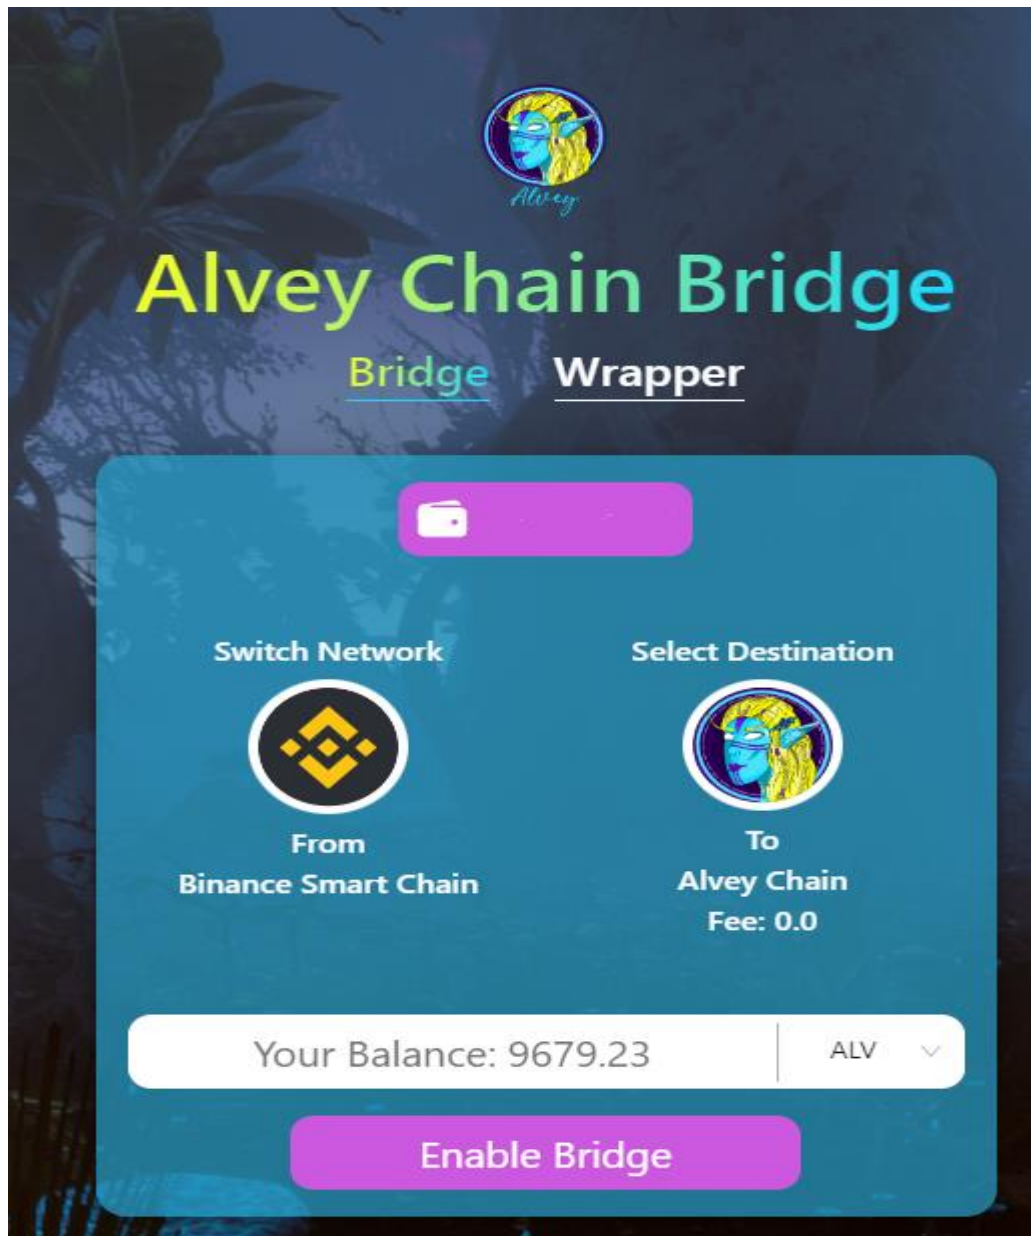 Alvey
Alvey Chain Bridge
Bridge Wrapper
Switch Network
Select Destination
From
Binance Smart Chain
To
Alvey Chain
Fee: 0.0
Your Balance: 9679.23
ALV
Enable Bridge